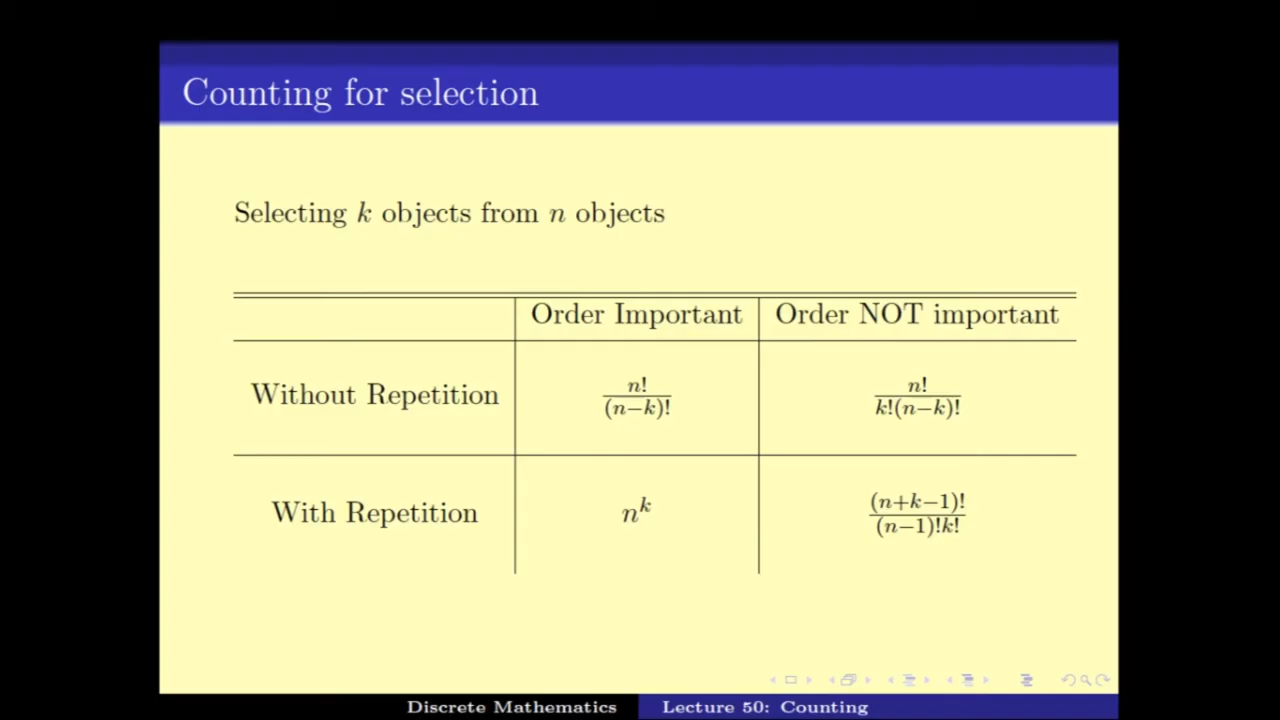 Counting for selection
Selecting k objects from n objects
Order Important Order NOT important
Without Repetition n!/(n−k)! n!/k!(n−k)!
With Repetition n^k (n+k−1)!/(n−1)!k!
Discrete Mathematics Lecture 50: Counting